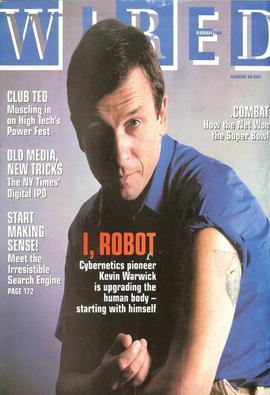 WIRED
FEBRUARY 2000
CLUB TED
Muscling in
on High Tech's
Power Fest
.COMBAT
How the Net Won
the Super Bowl
OLD MEDIA,
NEW TRICKS
The NY Times'
Digital IPO
START
MAKING
SENSE!
Meet the
Irresistible
Search Engine
PAGE 172
I, ROBOT
Cybernetics pioneer
Kevin Warwick
is upgrading the
human body –
starting with himself